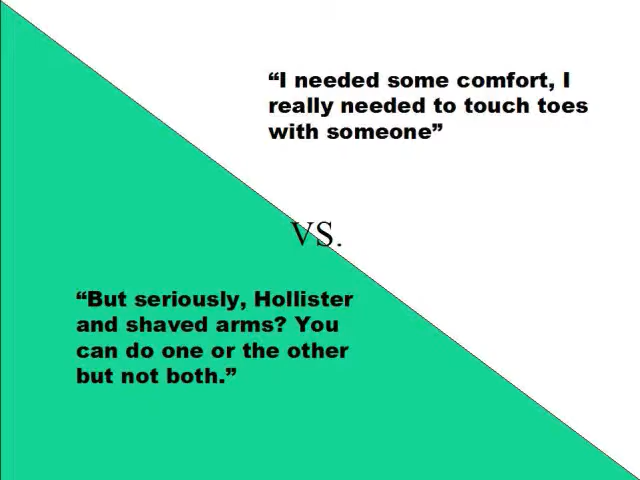 “I needed some comfort, I
really needed to touch toes
with someone”
VS.
“But seriously, Hollister
and shaved arms? You
can do one or the other
but not both.”